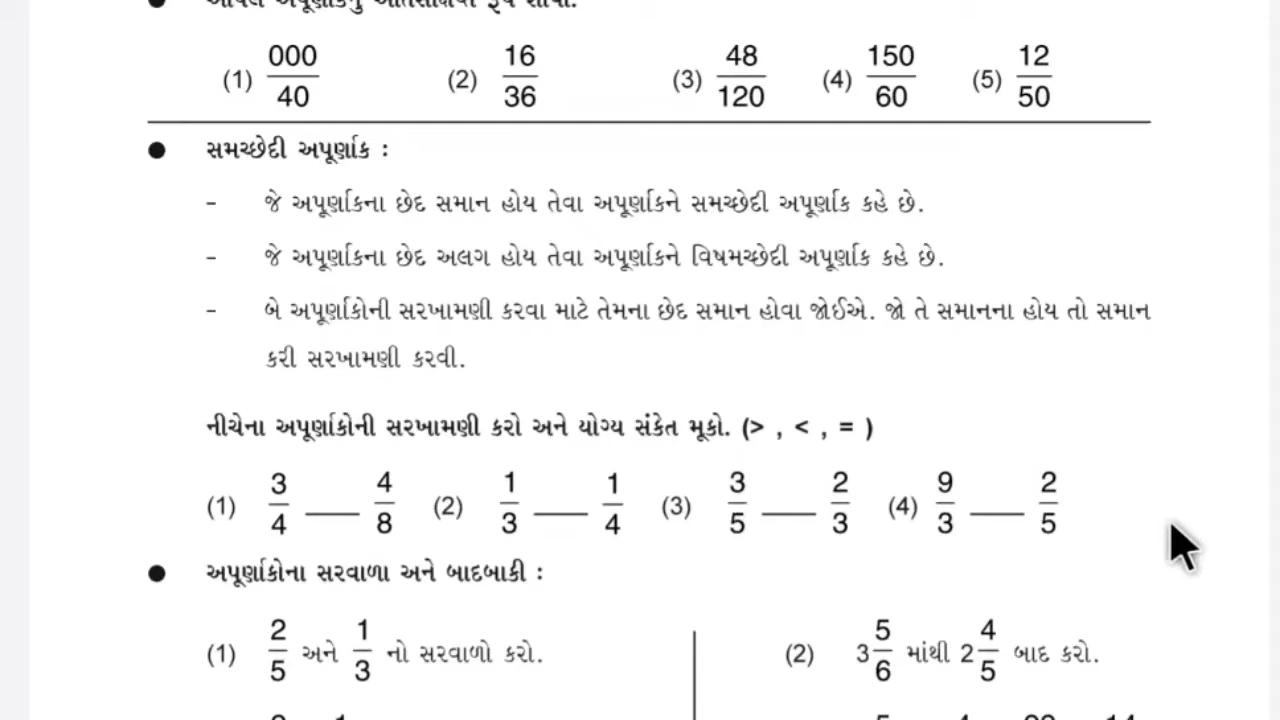 (1) 000/40 (2) 16/36 (3) 48/120 (4) 150/60 (5) 12/50
● સમચ્છેદી અપૂર્ણાંક :
- જે અપૂર્ણાંકના છેદ સમાન હોય તેવા અપૂર્ણાંકને સમચ્છેદી અપૂર્ણાંક કહે છે.
- જે અપૂર્ણાંકના છેદ અલગ હોય તેવા અપૂર્ણાંકને વિષમચ્છેદી અપૂર્ણાંક કહે છે.
- બે અપૂર્ણાંકોની સરખામણી કરવા માટે તેમના છેદ સમાન હોવા જોઈએ. જો તે સમાનના હોય તો સમાન
કરી સરખામણી કરવી.
નીચેના અપૂર્ણાંકોની સરખામણી કરો અને યોગ્ય સંકેત મૂકો. (> , < , = )
(1) 3/4 ___ 4/8 (2) 1/3 ___ 1/4 (3) 3/5 ___ 2/3 (4) 9/3 ___ 2/5
● અપૂર્ણાંકોના સરવાળા અને બાદબાકી :
(1) 2/5 અને 1/3 નો સરવાળો કરો. (2) 3 5/6 માંથી 2 4/5 બાદ કરો.